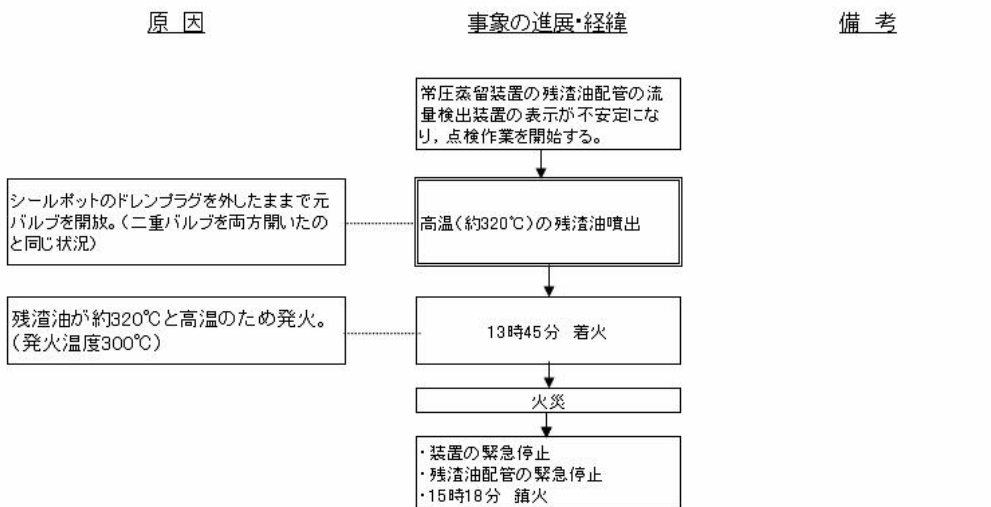 原 因
事象の進展・経緯
備 考
常圧蒸留装置の残渣油配管の流
量検出装置の表示が不安定にな
り，点検作業を開始する。
シールポットのドレンプラグを外したままで元
バルブを開放。（二重バルブを両方開いたの
と同じ状況）
高温（約320℃）の残渣油噴出
残渣油が約320℃と高温のため発火。
（発火温度300℃）
13時45分 着火
火災
・装置の緊急停止
・残渣油配管の緊急停止
・15時18分 鎮火